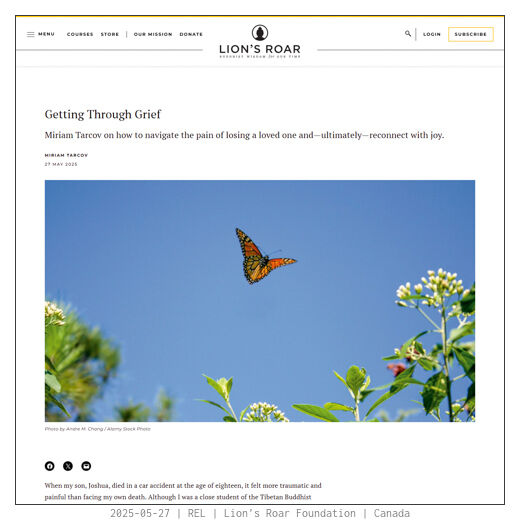 MENU
COURSES STORE | OUR MISSION DONATE
LION'S ROAR
BUDDHIST WISDOM for OUR TIME
LOGIN
SUBSCRIBE
Getting Through Grief
Miriam Tarcov on how to navigate the pain of losing a loved one and—ultimately—reconnect with joy.
MIRIAM TARCOV
27 MAY 2025
Photo by Andre M. Chang / Alamy Stock Photo
When my son, Joshua, died in a car accident at the age of eighteen, it felt more traumatic and
painful than facing my own death. Although I was a close student of the Tibetan Buddhist
2025-05-27 | REL | Lion's Roar Foundation | Canada